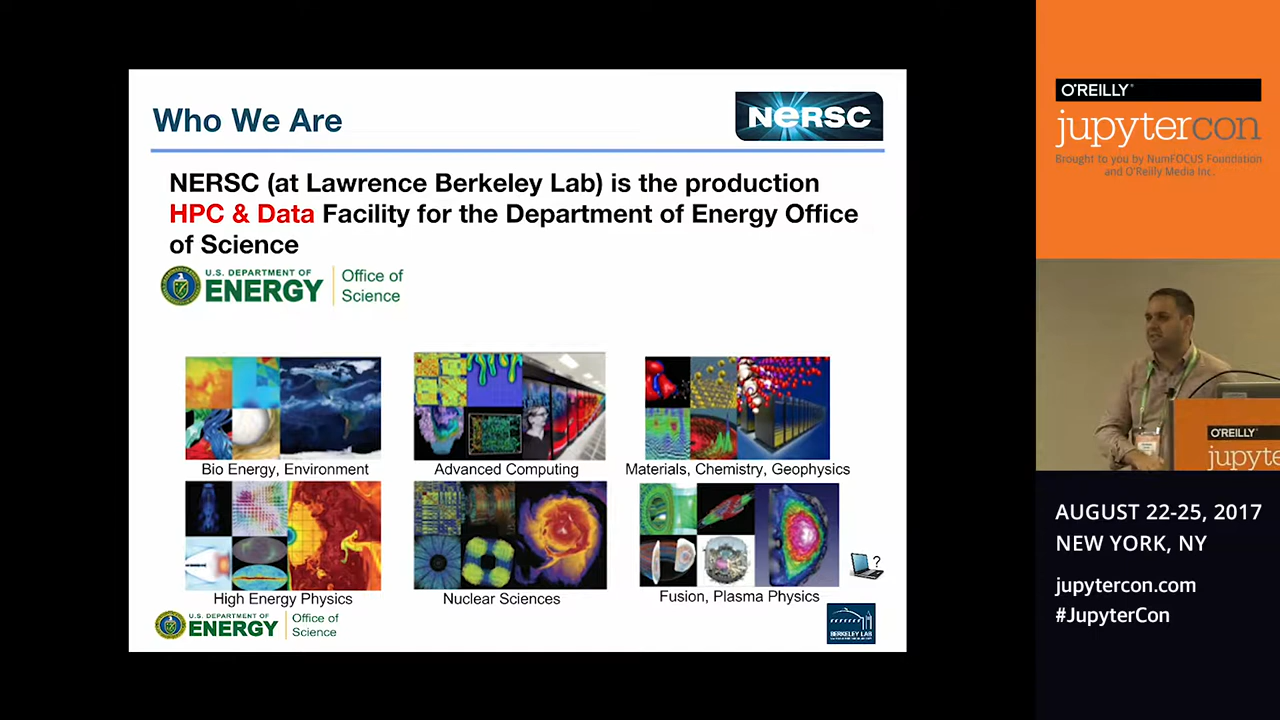 Who We Are
NERSC
NERSC (at Lawrence Berkeley Lab) is the production
HPC & Data Facility for the Department of Energy Office
of Science
U.S. DEPARTMENT OF
ENERGY
Office of
Science
Bio Energy, Environment
Advanced Computing
Materials, Chemistry, Geophysics
High Energy Physics
Nuclear Sciences
Fusion, Plasma Physics
?
U.S. DEPARTMENT OF
ENERGY
Office of
Science
BERKELEY LAB
O'REILLY®
jupytercon
Brought to you by NumFOCUS Foundation
and O'Reilly Media Inc.
O'REILLY
jupyte
AUGUST 22-25, 2017
NEW YORK, NY
jupytercon.com
#JupyterCon